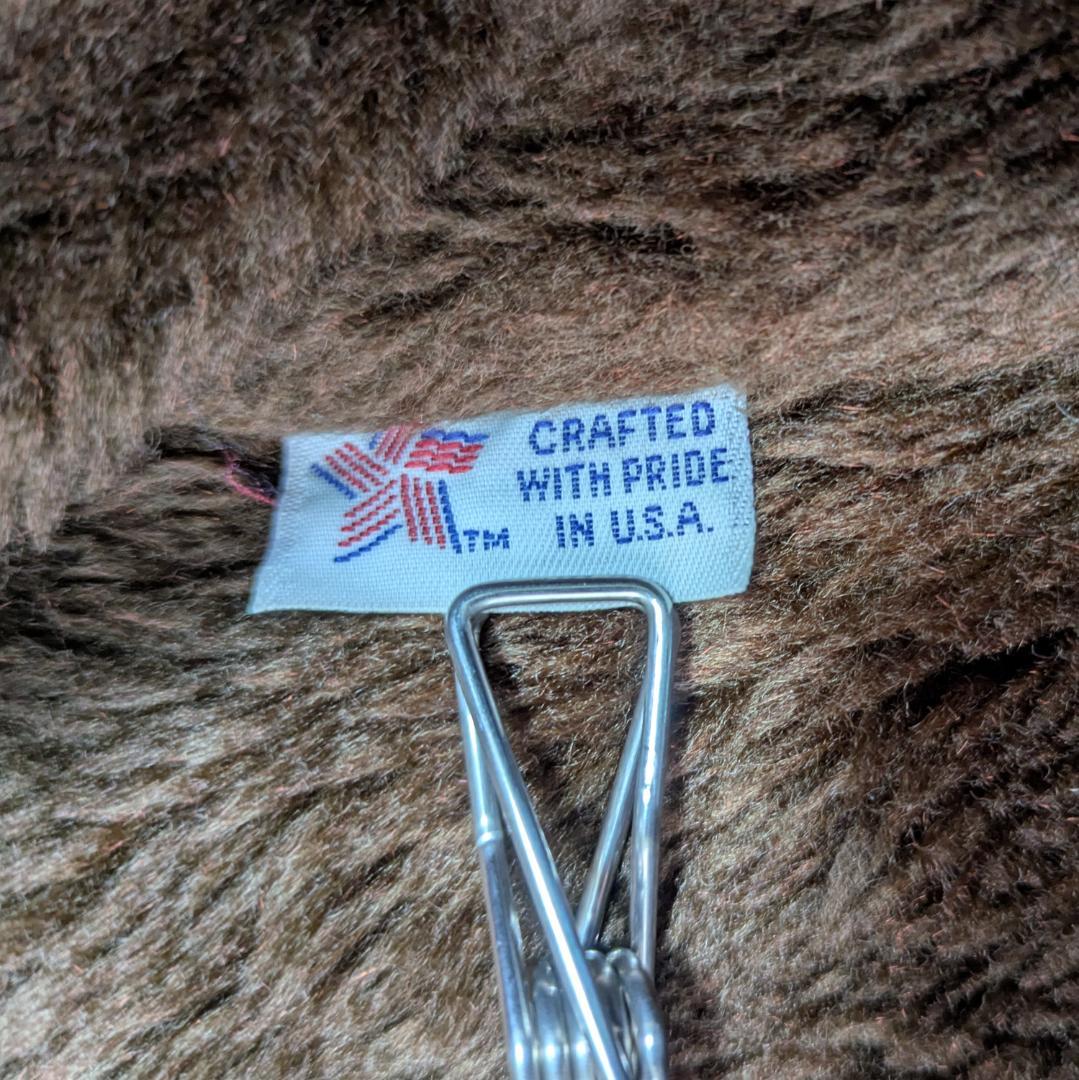 CRAFTED
WITH PRIDE
IN U.S.A.
TM